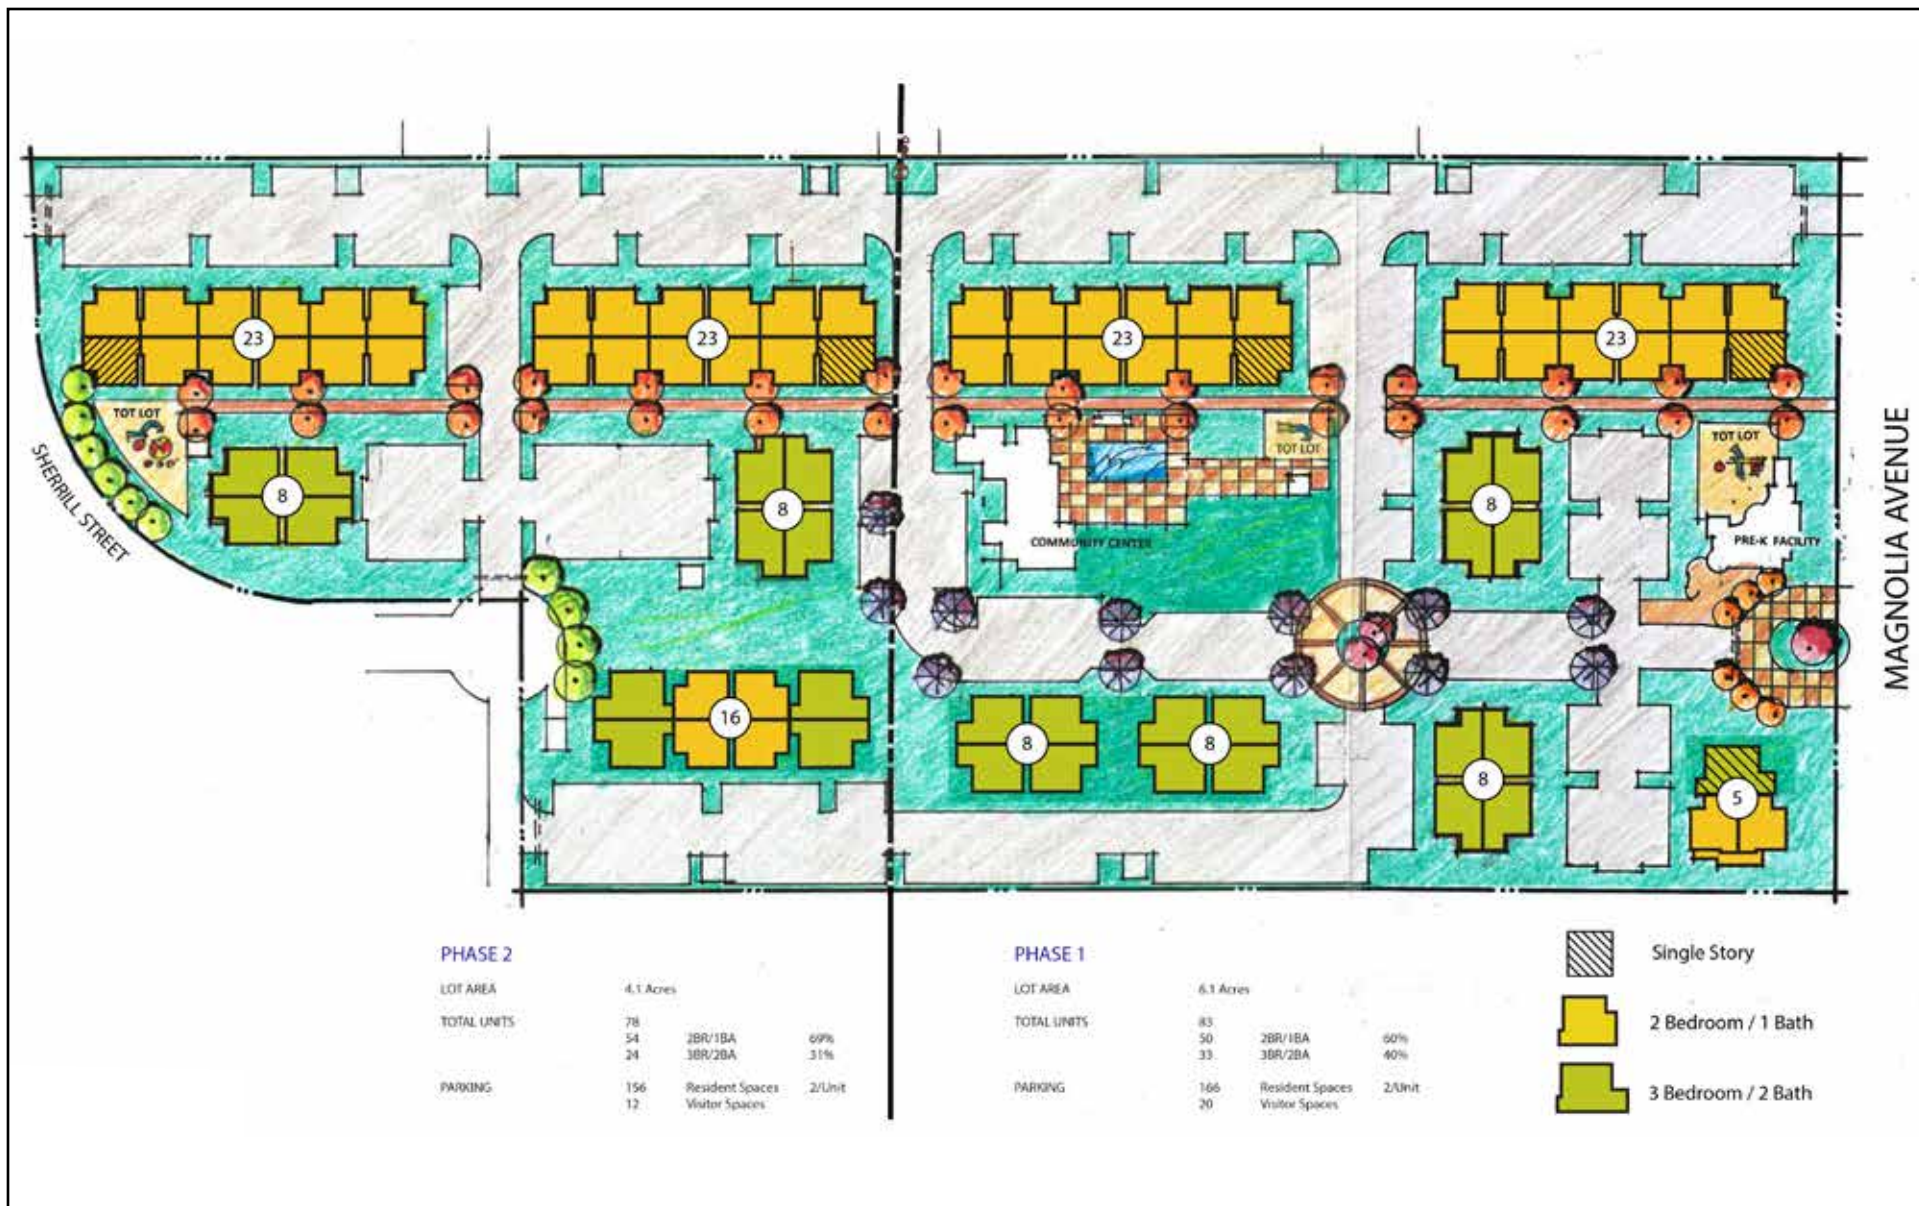 23
23
23
23
TOT LOT
TOT LOT
TOT LOT
SHERRILL STREET
8
8
8
COMMUNITY CENTER
PRE-K FACILITY
MAGNOLIA AVENUE
16
8
8
8
5
PHASE 2
LOT AREA 4.1 Acres
TOTAL UNITS 78
54 2BR/1BA 69%
24 3BR/2BA 31%
PARKING 156 Resident Spaces 2/Unit
12 Visitor Spaces
PHASE 1
LOT AREA 6.1 Acres
TOTAL UNITS 83
50 2BR/1BA 60%
33 3BR/2BA 40%
PARKING 166 Resident Spaces 2/Unit
20 Visitor Spaces
Single Story
2 Bedroom / 1 Bath
3 Bedroom / 2 Bath